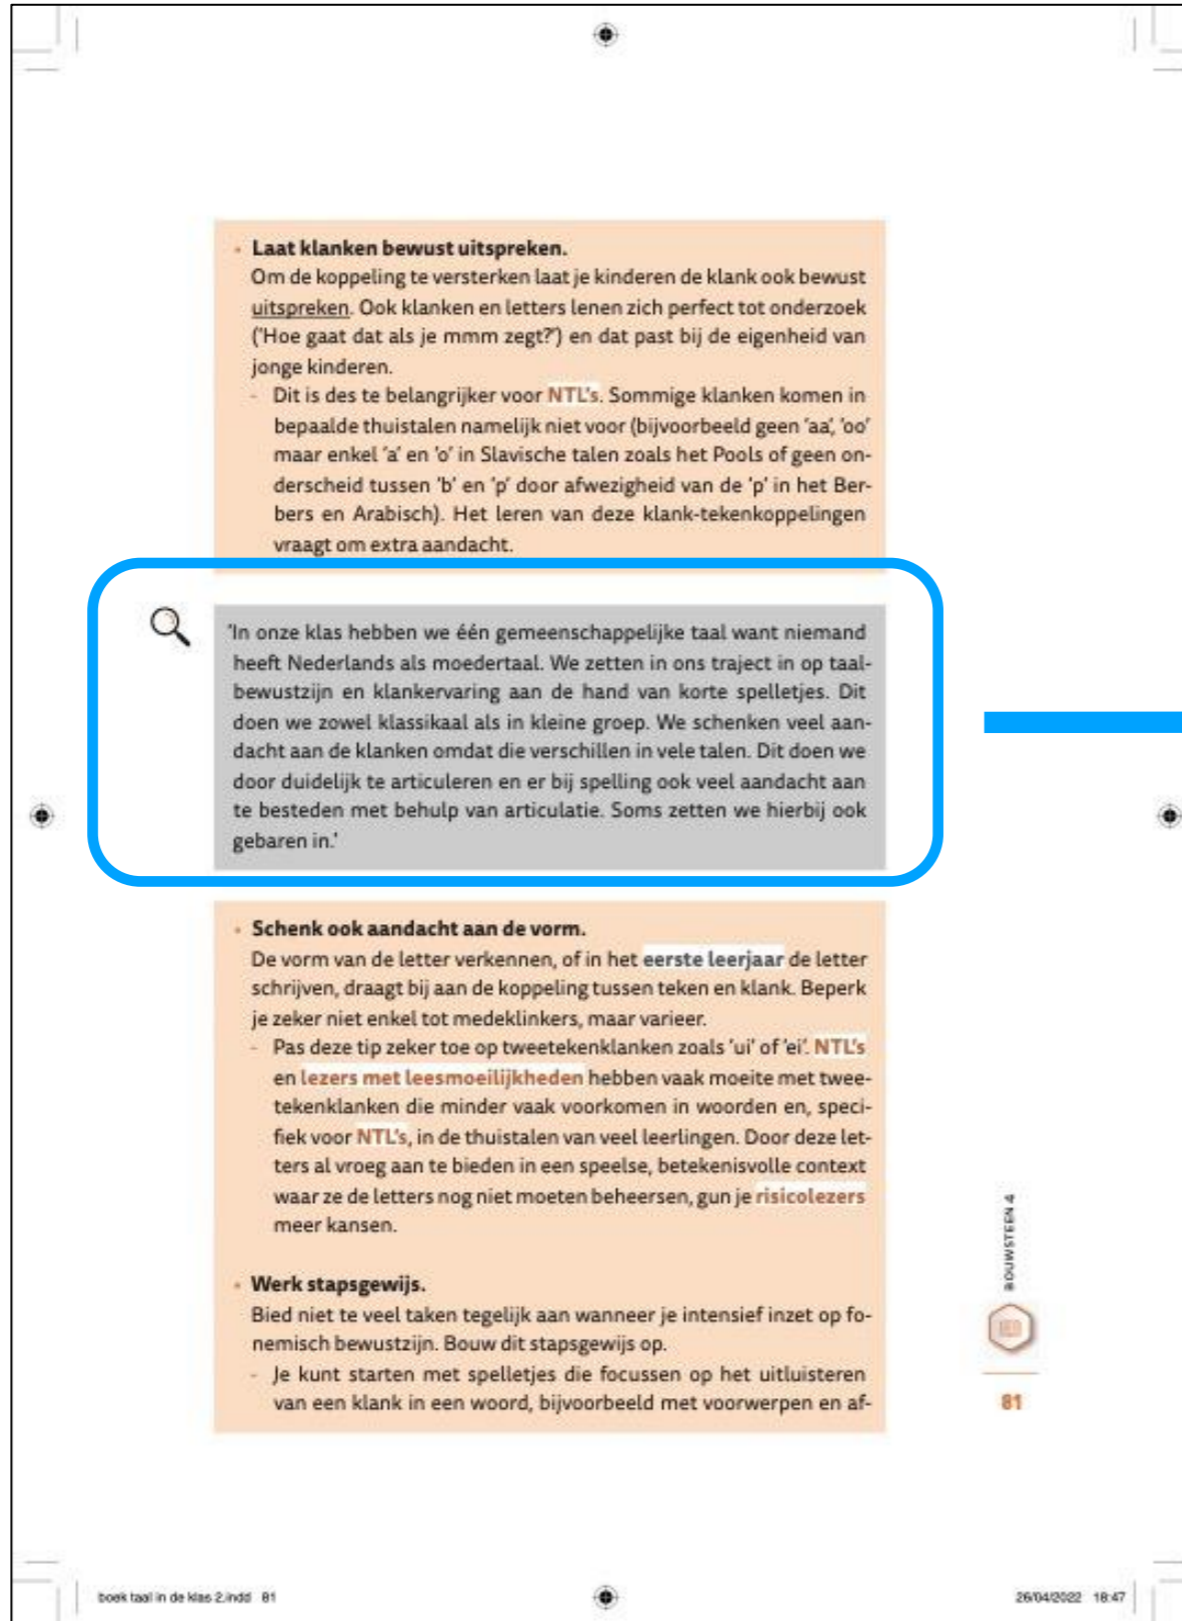 • Laat klanken bewust uitspreken.
Om de koppeling te versterken laat je kinderen de klank ook bewust
uitspreken. Ook klanken en letters lenen zich perfect tot onderzoek
('Hoe gaat dat als je mmm zegt?') en dat past bij de eigenheid van
jonge kinderen.
- Dit is des te belangrijker voor NTL's. Sommige klanken komen in
bepaalde thuistalen namelijk niet voor (bijvoorbeeld geen 'aa', 'oo'
maar enkel 'a' en 'o' in Slavische talen zoals het Pools of geen on-
derscheid tussen 'b' en 'p' door afwezigheid van de 'p' in het Ber-
bers en Arabisch). Het leren van deze klank-tekenkoppelingen
vraagt om extra aandacht.
'In onze klas hebben we één gemeenschappelijke taal want niemand
heeft Nederlands als moedertaal. We zetten in ons traject in op taal-
bewustzijn en klankervaring aan de hand van korte spelletjes. Dit
doen we zowel klassikaal als in kleine groep. We schenken veel aan-
dacht aan de klanken omdat die verschillen in vele talen. Dit doen we
door duidelijk te articuleren en er bij spelling ook veel aandacht aan
te besteden met behulp van articulatie. Soms zetten we hierbij ook
gebaren in.'
• Schenk ook aandacht aan de vorm.
De vorm van de letter verkennen, of in het eerste leerjaar de letter
schrijven, draagt bij aan de koppeling tussen teken en klank. Beperk
je zeker niet enkel tot medeklinkers, maar varieer.
- Pas deze tip zeker toe op tweetekenklanken zoals 'ui' of 'ei'. NTL's
en lezers met leesmoeilijkheden hebben vaak moeite met twee-
tekenklanken die minder vaak voorkomen in woorden en, speci-
fiek voor NTL's, in de thuistalen van veel leerlingen. Door deze let-
ters al vroeg aan te bieden in een speelse, betekenisvolle context
waar ze de letters nog niet moeten beheersen, gun je risicolezers
meer kansen.
• Werk stapsgewijs.
Bied niet te veel taken tegelijk aan wanneer je intensief inzet op fo-
nemisch bewustzijn. Bouw dit stapsgewijs op.
- Je kunt starten met spelletjes die focussen op het uitluisteren
van een klank in een woord, bijvoorbeeld met voorwerpen en af-
BOUWSTEEN 4
81
boek taal in de klas 2.indd 81
26/04/2022 18:47